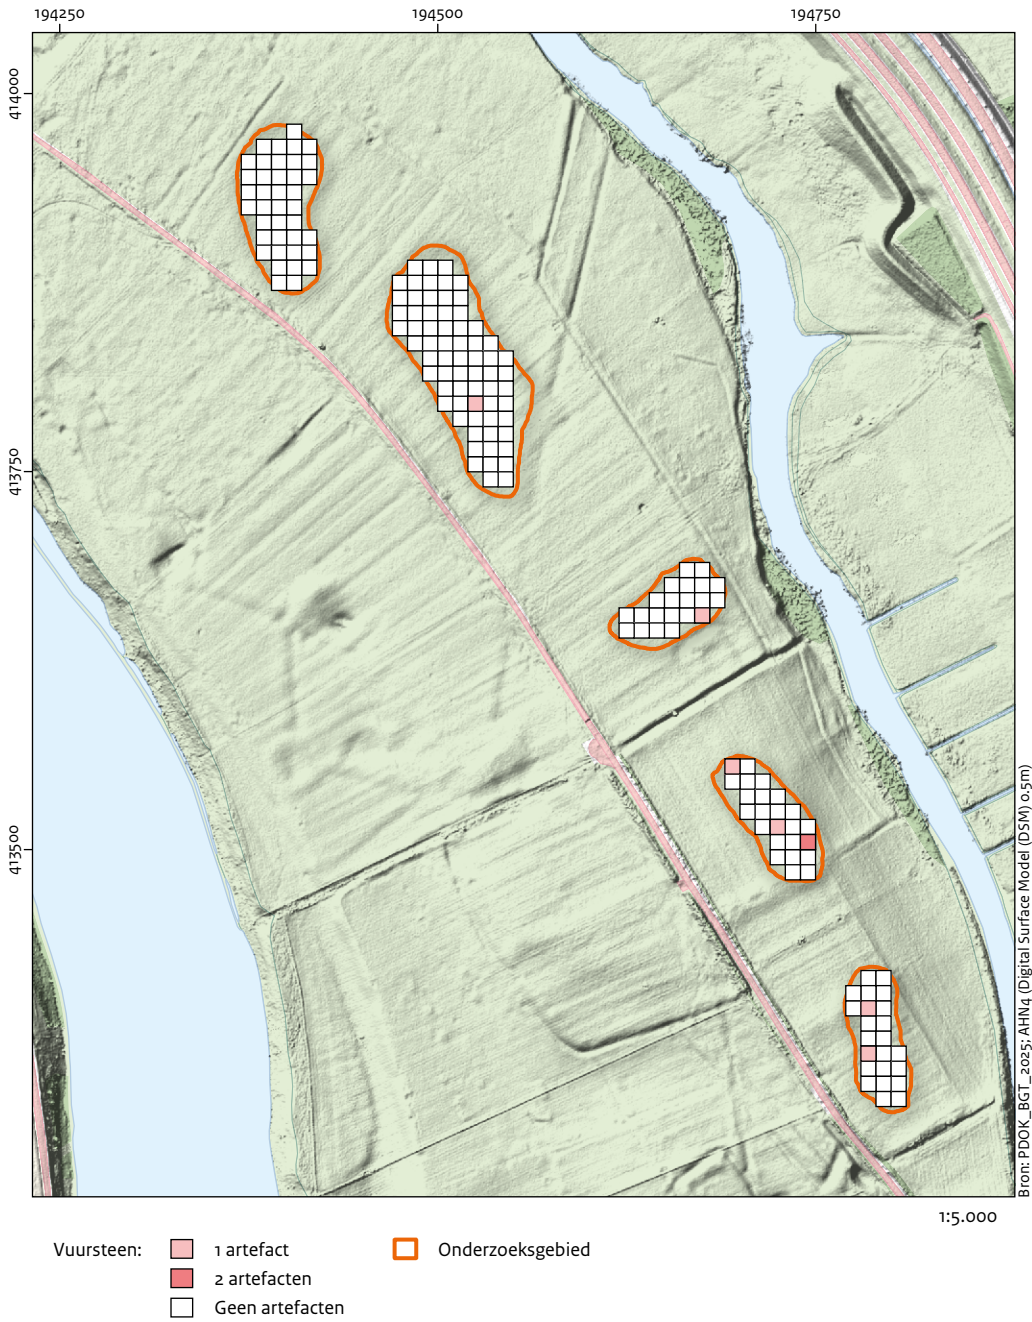 194250
194500
194750
414000
413750
413500
Bron: PDOK_BGT_2025; AHN4 (Digital Surface Model (DSM) 0.5m)
1:5.000
Vuursteen:
1 artefact
2 artefacten
Geen artefacten
Onderzoeksgebied